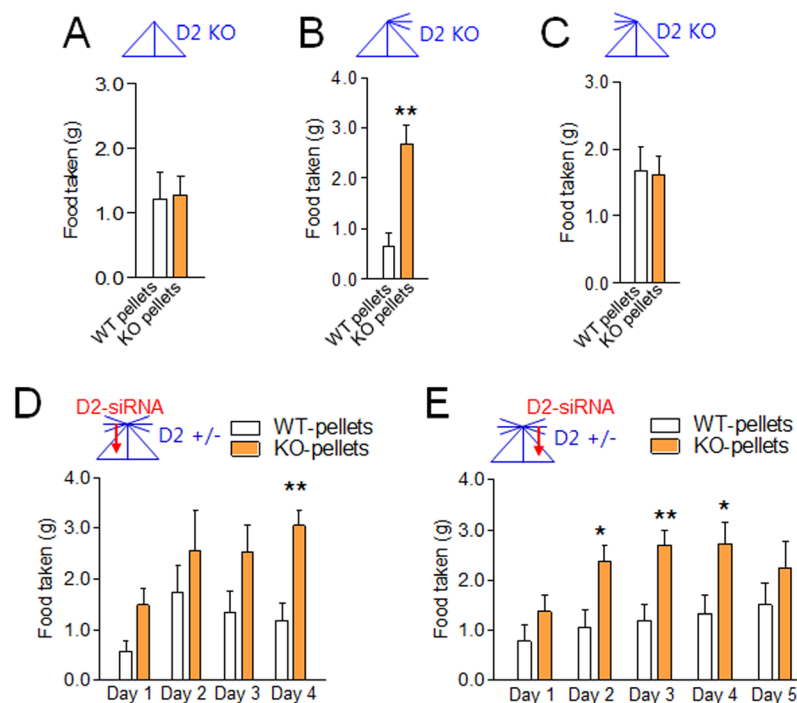 A
D2 KO
3.0
2.0
1.0
0.0
Food taken (g)
WT pellets
KO pellets
B
D2 KO
4.0
3.0
2.0
1.0
0.0
Food taken (g)
**
WT pellets
KO pellets
C
D2 KO
3.0
2.0
1.0
0.0
Food taken (g)
WT pellets
KO pellets
D
D2-siRNA
D2 +/-
WT-pellets
KO-pellets
4.0
3.0
2.0
1.0
0.0
Food taken (g)
**
Day 1 Day 2 Day 3 Day 4
E
D2-siRNA
D2 +/-
WT-pellets
KO-pellets
4.0
3.0
2.0
1.0
0.0
Food taken (g)
* ** *
Day 1 Day 2 Day 3 Day 4 Day 5